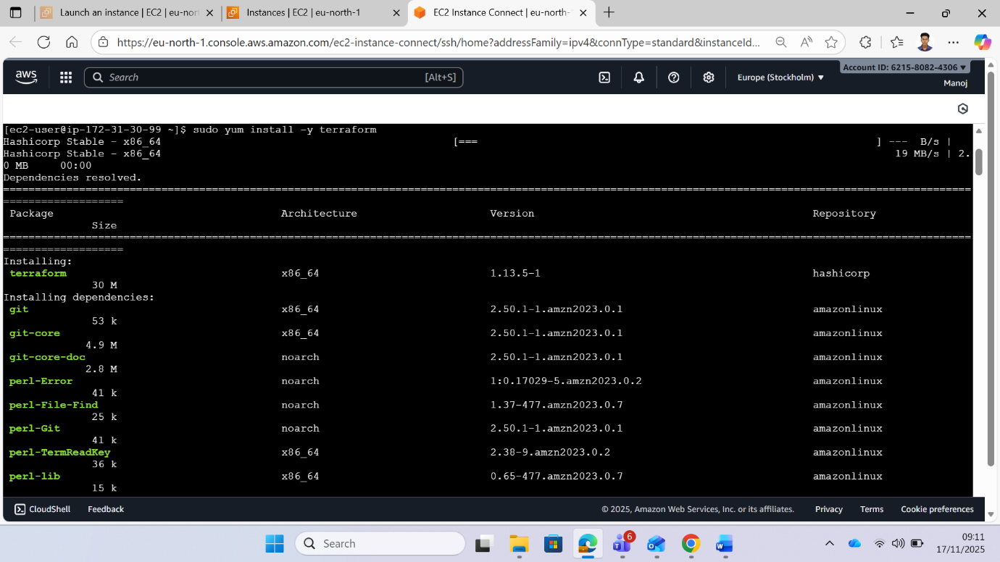 Launch an instance | EC2 | eu-nort
Instances | EC2 | eu-north-1
EC2 Instance Connect | eu-north-
https://eu-north-1.console.aws.amazon.com/ec2-instance-connect/ssh/home?addressFamily=ipv4&connType=standard&instanceId...
aws
Search
[Alt+S]
Europe (Stockholm)
Account ID: 6215-8082-4306
Manoj
[ec2-user@ip-172-31-30-99 ~]$ sudo yum install -y terraform
Hashicorp Stable - x86_64 [=== ] --- B/s |
Hashicorp Stable - x86_64 19 MB/s | 2.
0 MB 00:00
Dependencies resolved.
Package Architecture Version Repository
Size
Installing:
terraform x86_64 1.13.5-1 hashicorp
30 M
Installing dependencies:
git x86_64 2.50.1-1.amzn2023.0.1 amazonlinux
53 k
git-core x86_64 2.50.1-1.amzn2023.0.1 amazonlinux
4.9 M
git-core-doc noarch 2.50.1-1.amzn2023.0.1 amazonlinux
2.8 M
perl-Error noarch 1:0.17029-5.amzn2023.0.2 amazonlinux
41 k
perl-File-Find noarch 1.37-477.amzn2023.0.7 amazonlinux
25 k
perl-Git noarch 2.50.1-1.amzn2023.0.1 amazonlinux
41 k
perl-TermReadKey x86_64 2.38-9.amzn2023.0.2 amazonlinux
36 k
perl-lib x86_64 0.65-477.amzn2023.0.7 amazonlinux
15 k
CloudShell
Feedback
© 2025, Amazon Web Services, Inc. or its affiliates.
Privacy
Terms
Cookie preferences
Search
6
09:11
17/11/2025